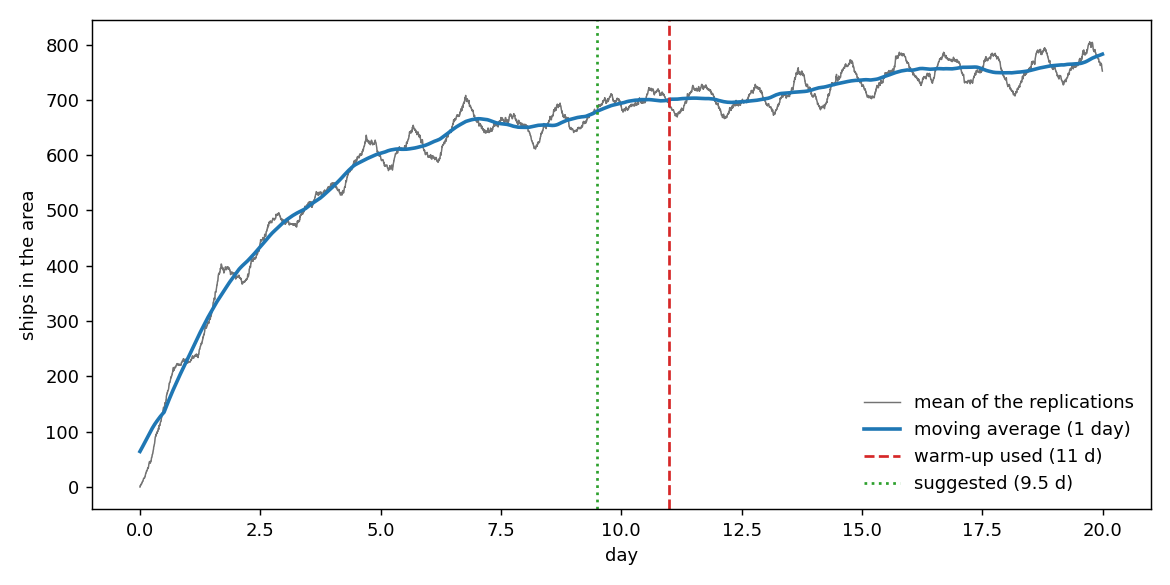 800
700
600
500
400
300
200
100
0
ships in the area
mean of the replications
moving average (1 day)
warm-up used (11 d)
suggested (9.5 d)
0.0 2.5 5.0 7.5 10.0 12.5 15.0 17.5 20.0
day